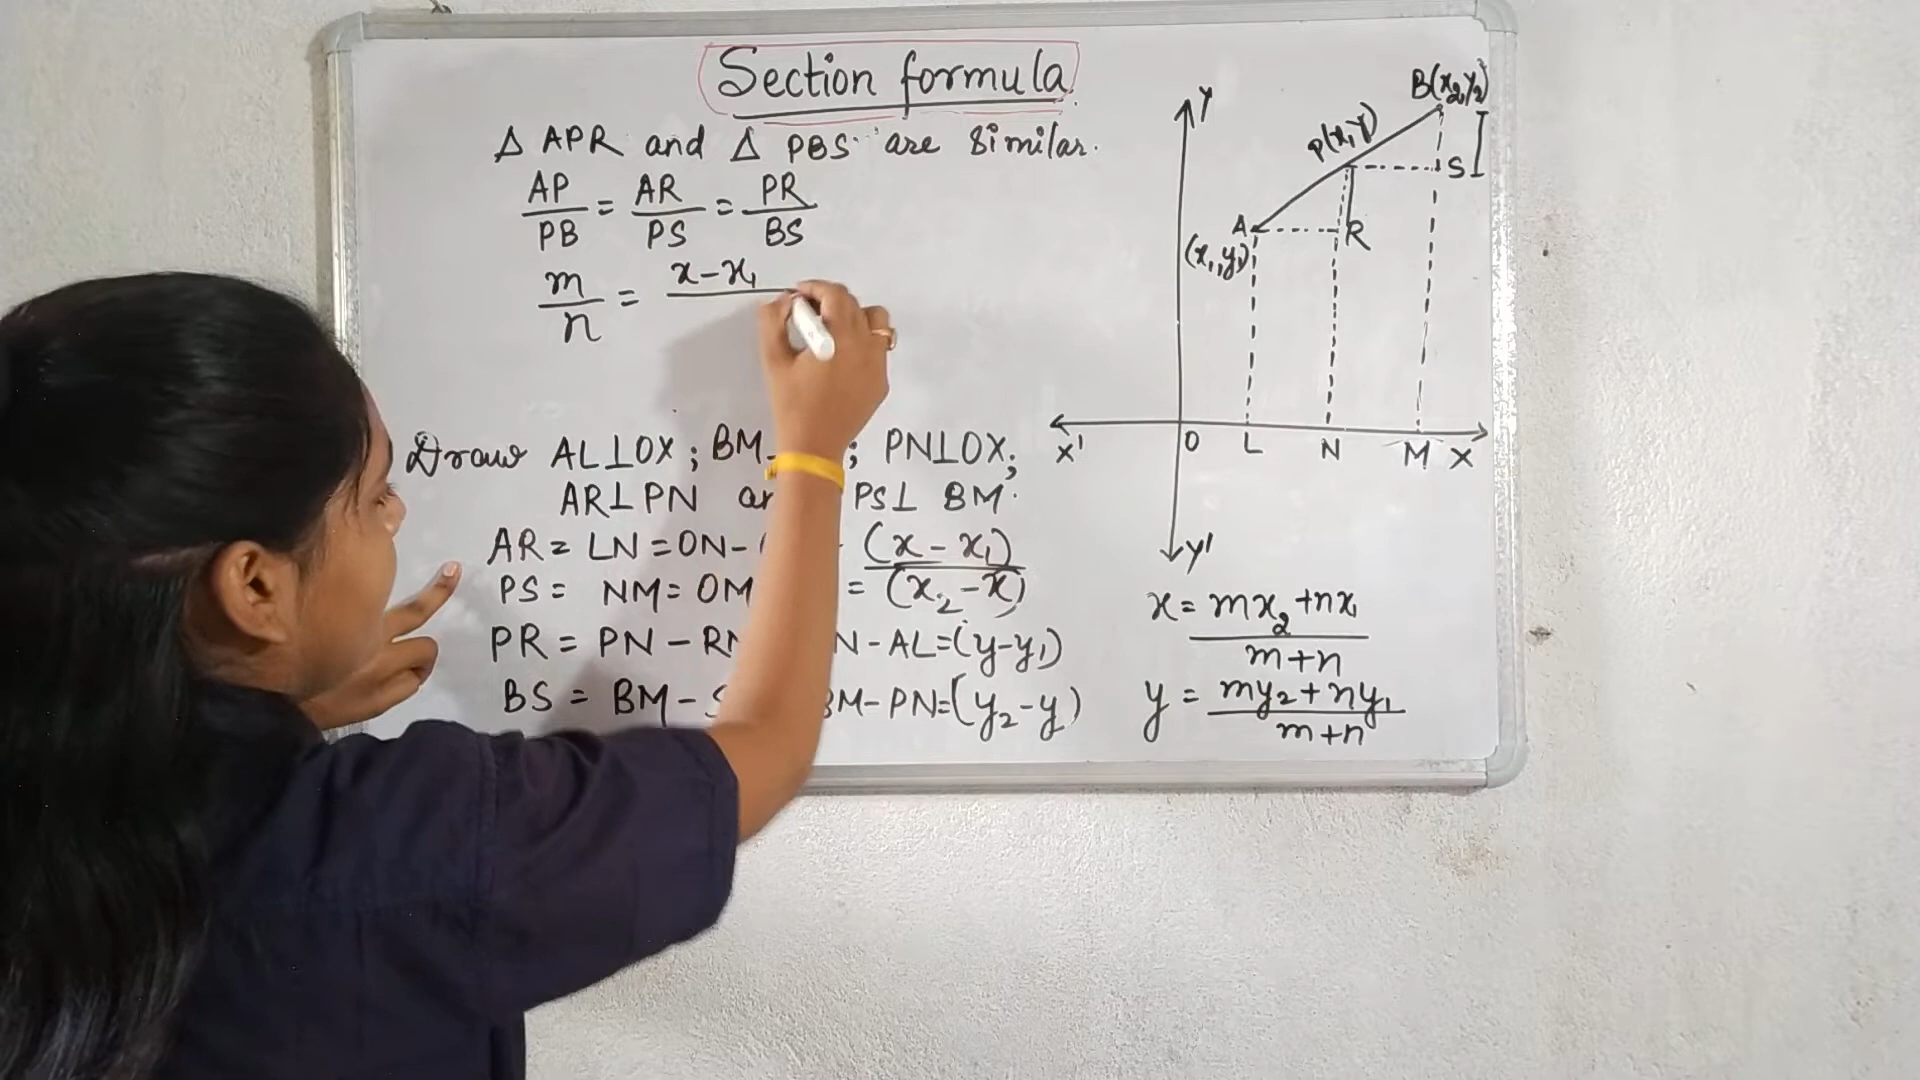 Section formula
Δ APR and Δ PBS are similar.
AP/PB = AR/PS = PR/BS
m/n = x-x₁
Draw AL⊥OX ; BM ; PN⊥OX;
AR⊥PN PS⊥ BM.
AR = LN = ON- (x - x₁)
PS = NM = OM = (x₂-x)
PR = PN - RN N - AL=(y-y₁)
BS = BM - BM-PN=(y₂-y)
Y
B(x₂,y₂)
P(x,y)
S
A
R
(x₁,y₁)
X' O L N M X
Y'
x = mx₂+nx₁
m+n
y = my₂+ny₁
m+n